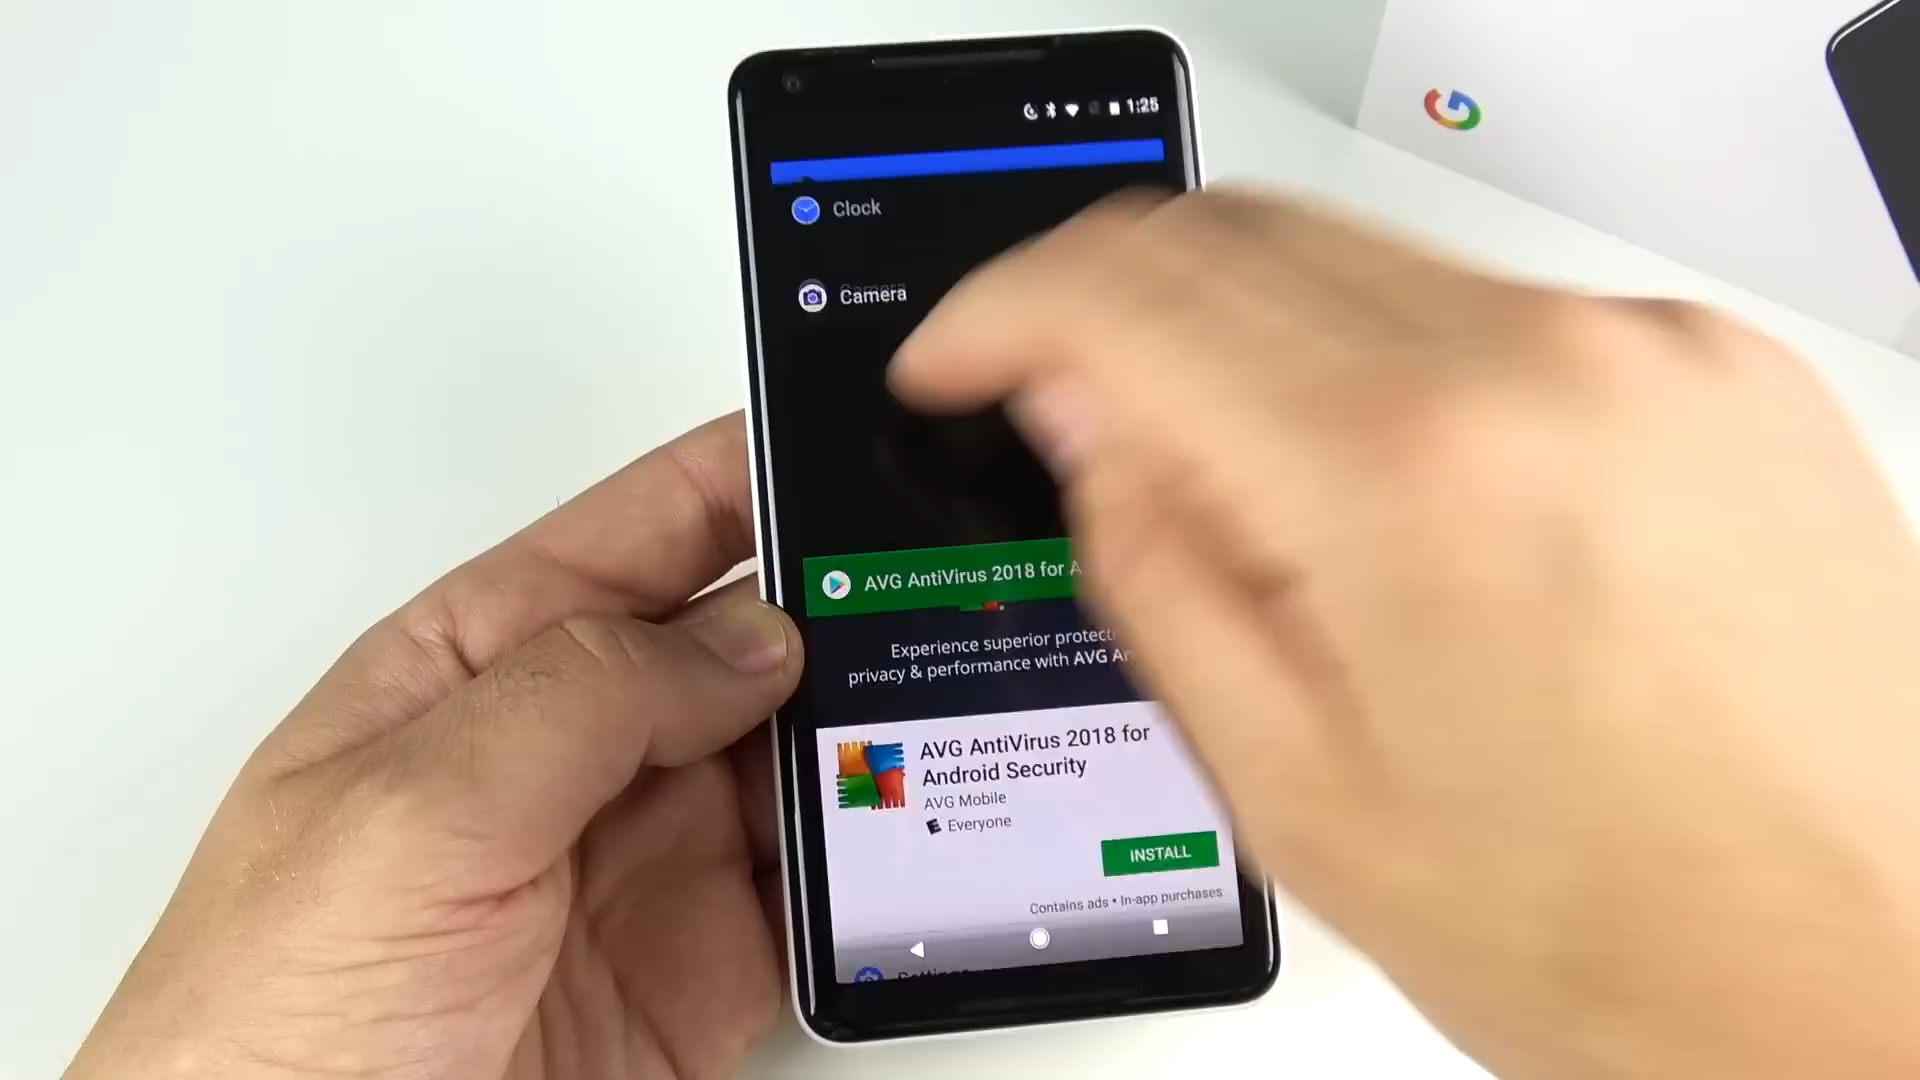 1:25
Clock
Camera
AVG AntiVirus 2018 for A
Experience superior
privacy & performance with AVG
AVG AntiVirus 2018 for
Android Security
AVG Mobile
E Everyone
INSTALL
Contains ads • In-app purchases
Settings